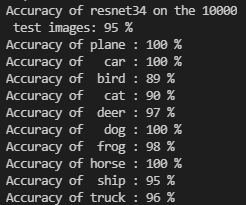 Accuracy of resnet34 on the 10000
 test images: 95 %
Accuracy of plane : 100 %
Accuracy of   car : 100 %
Accuracy of  bird : 89 %
Accuracy of   cat : 90 %
Accuracy of  deer : 97 %
Accuracy of   dog : 100 %
Accuracy of  frog : 98 %
Accuracy of horse : 100 %
Accuracy of  ship : 95 %
Accuracy of truck : 96 %